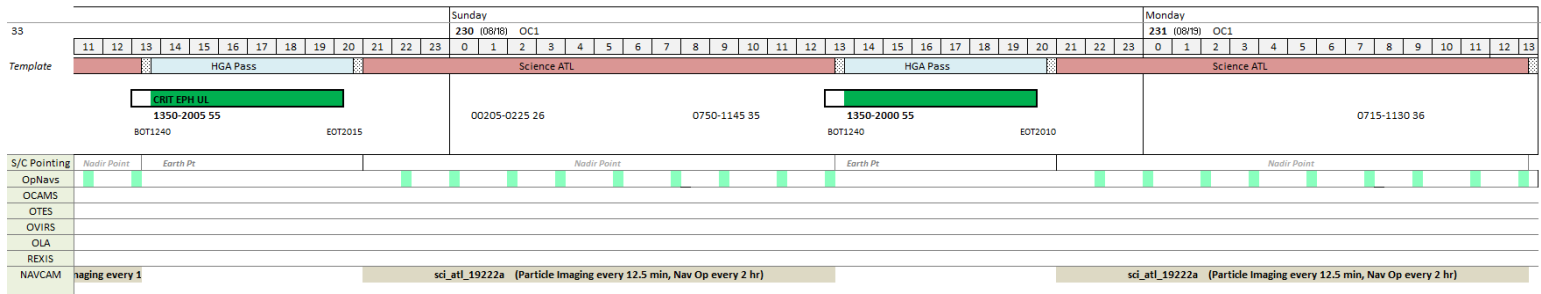 Sunday Monday
33 230 (08/18) OC1 231 (08/19) OC1
11 12 13 14 15 16 17 18 19 20 21 22 23 0 1 2 3 4 5 6 7 8 9 10 11 12 13 14 15 16 17 18 19 20 21 22 23 0 1 2 3 4 5 6 7 8 9 10 11 12 13
Template HGA Pass Science ATL HGA Pass Science ATL
CRIT EPH UL
1350-2005 55 00205-0225 26 0750-1145 35 1350-2000 55 0715-1130 36
BOT1240 EOT2015 BOT1240 EOT2010
S/C Pointing Nadir Point Earth Pt Nadir Point Earth Pt Nadir Point
OpNavs
OCAMS
OTES
OVIRS
OLA
REXIS
NAVCAM naging every 1 sci_atl_19222a (Particle Imaging every 12.5 min, Nav Op every 2 hr) sci_atl_19222a (Particle Imaging every 12.5 min, Nav Op every 2 hr)